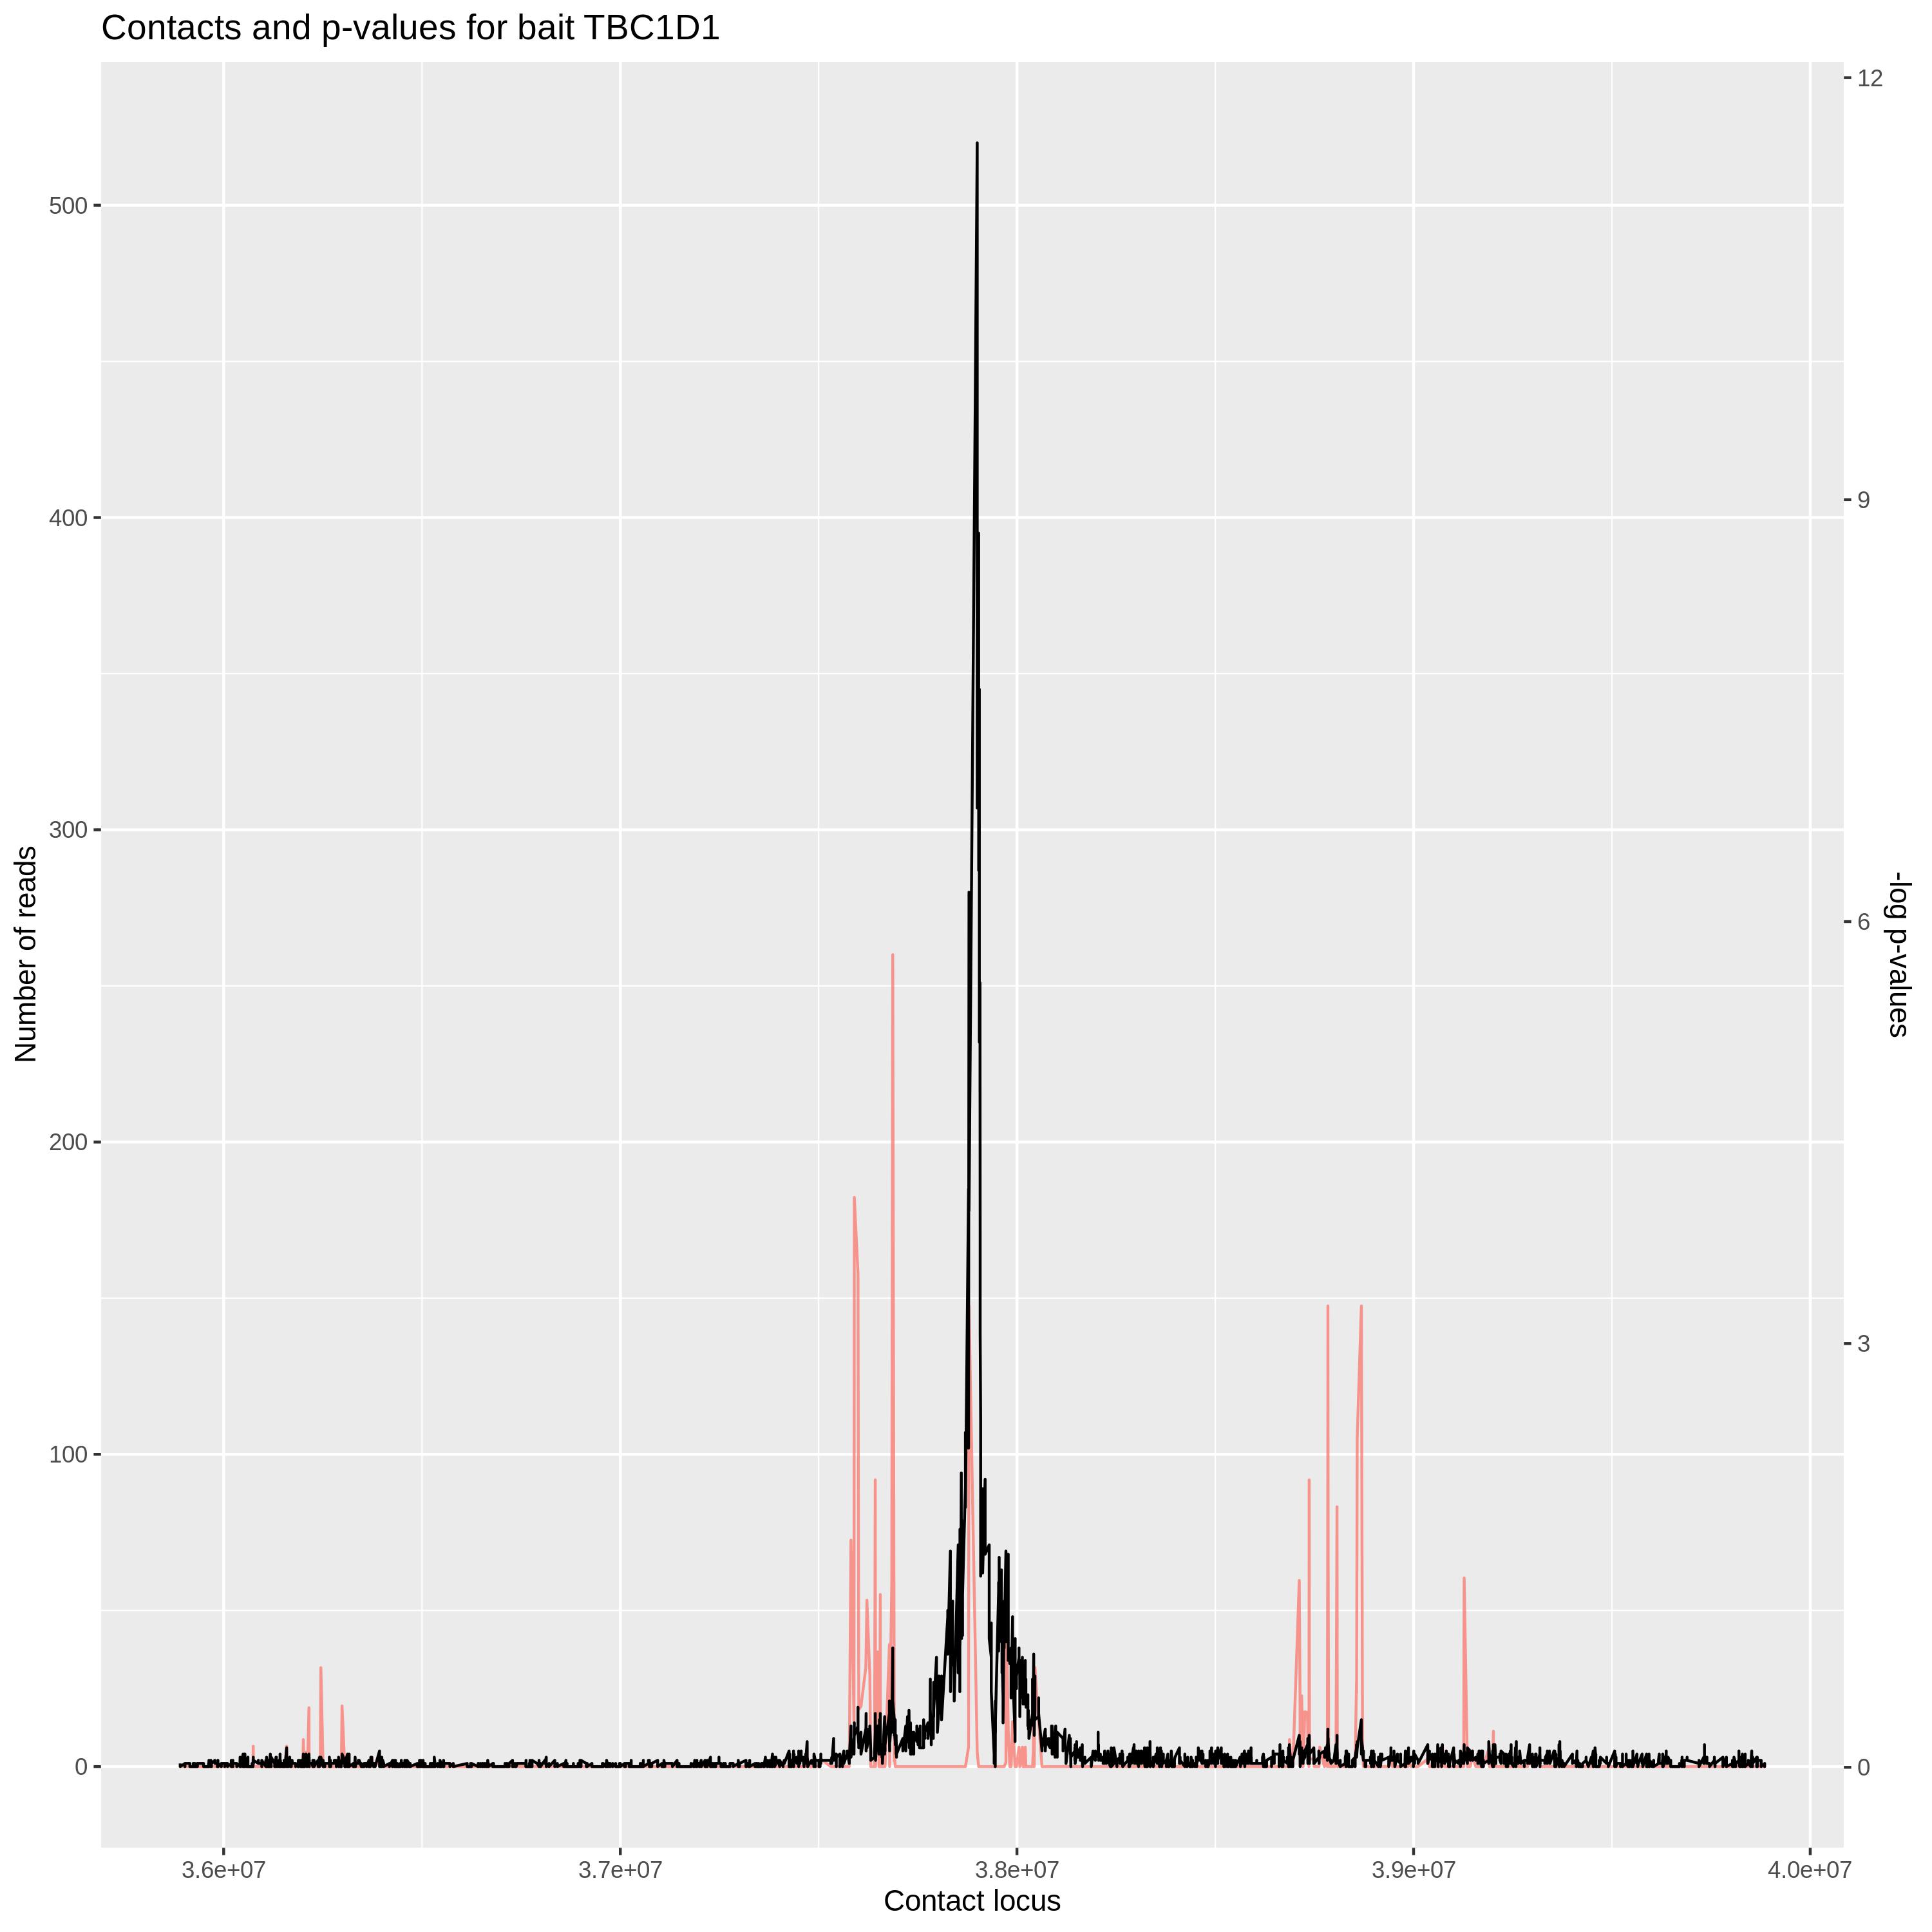 Contacts and p-values for bait TBC1D1
12
500
9
400
300
Number of reads
6
-log p-values
200
3
100
0
0
3.6e+07
3.7e+07
3.8e+07
3.9e+07
4.0e+07
Contact locus